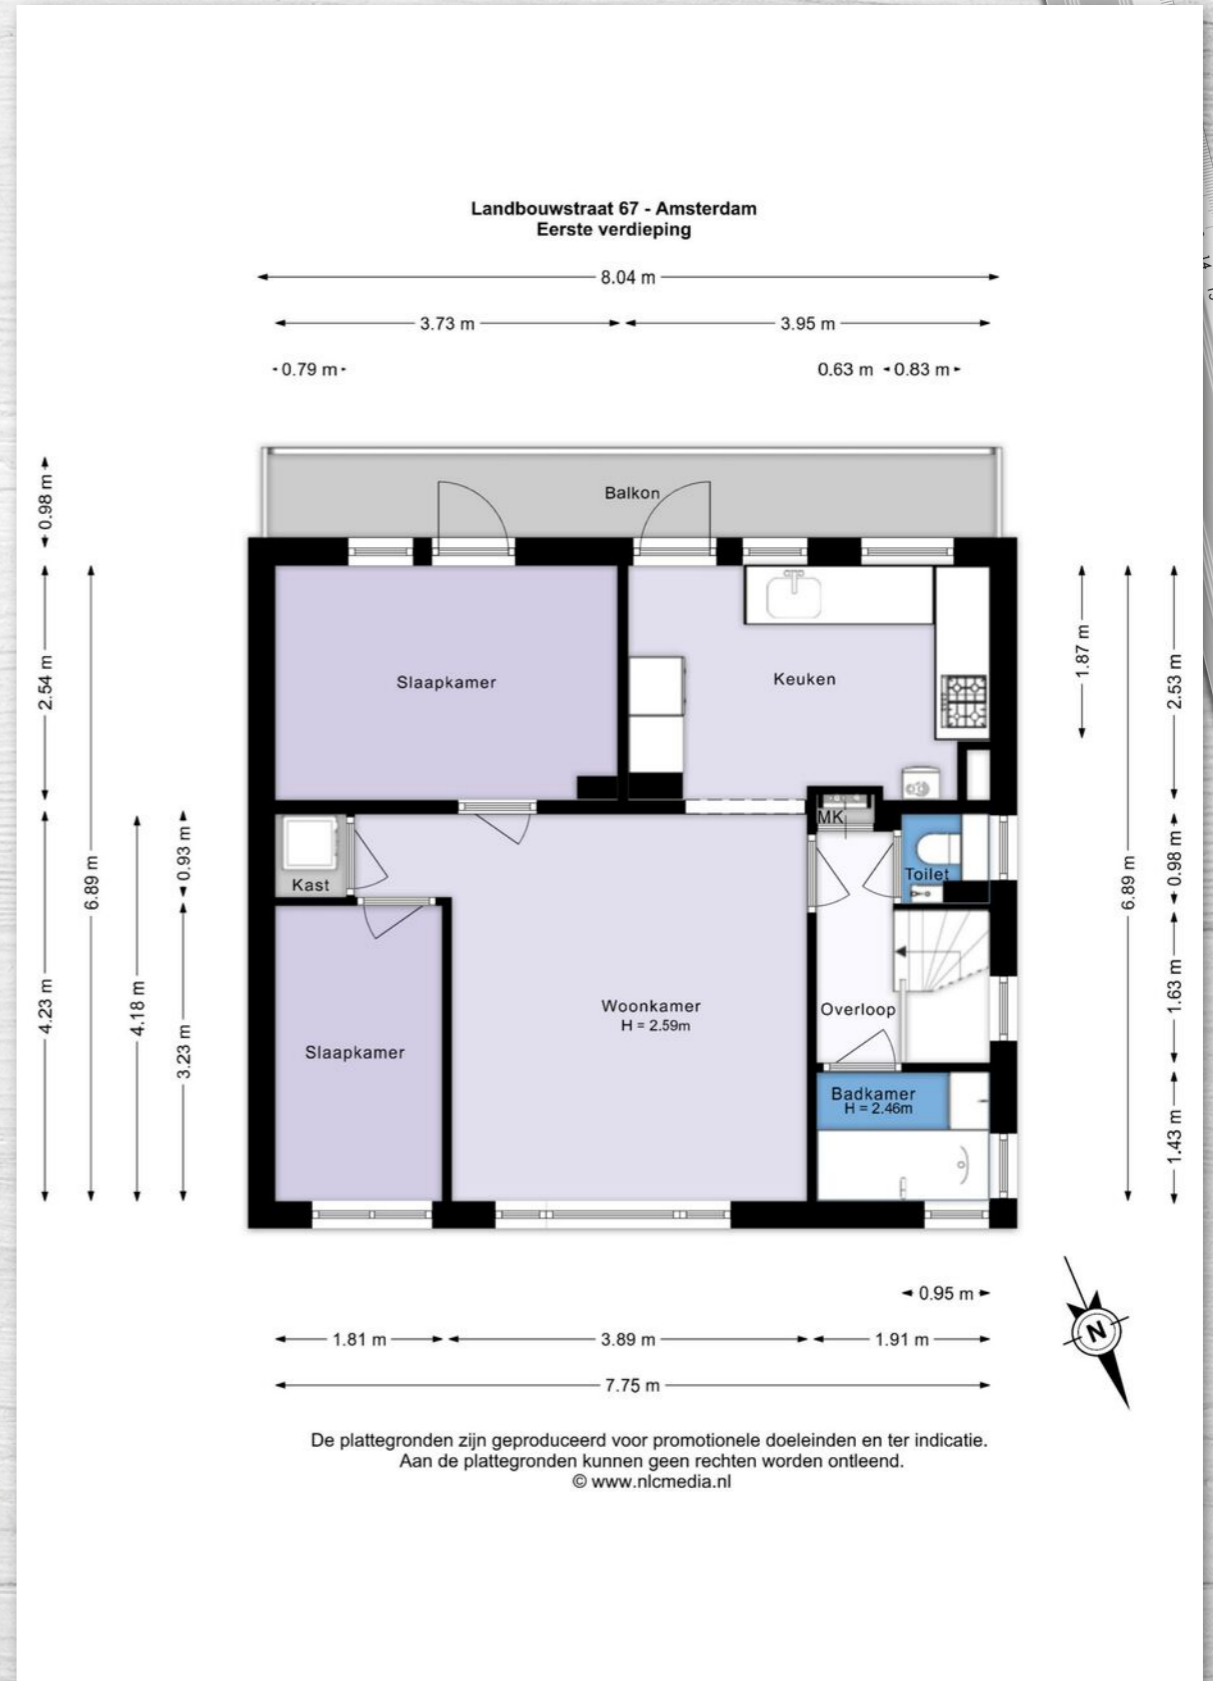 Landbouwstraat 67 - Amsterdam
Eerste verdieping
8.04 m
3.73 m
3.95 m
0.79 m
0.63 m
0.83 m
0.98 m
2.54 m
4.23 m
6.89 m
4.18 m
0.93 m
3.23 m
Balkon
Slaapkamer
Keuken
MK
Kast
Toilet
Woonkamer
H = 2.59m
Overloop
Slaapkamer
Badkamer
H = 2.46m
1.87 m
6.89 m
2.53 m
0.98 m
1.63 m
1.43 m
0.95 m
1.81 m
3.89 m
1.91 m
7.75 m
N
De plattegronden zijn geproduceerd voor promotionele doeleinden en ter indicatie.
Aan de plattegronden kunnen geen rechten worden ontleend.
© www.nlcmedia.nl